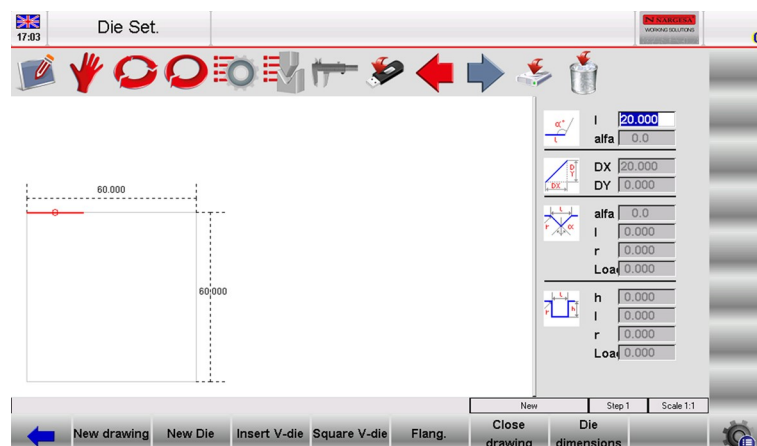 17:03
Die Set.
NARGESA
WORKING SOLUTIONS
α°
l
l 20.000
alfa 0.0
D
Y
DX
DX 20.000
DY 0.000
L
r α
alfa 0.0
l 0.000
r 0.000
Load 0.000
L
r h
h 0.000
l 0.000
r 0.000
Load 0.000
60.000
60.000
New Step 1 Scale 1:1
New drawing New Die Insert V-die Square V-die Flang. Close drawing Die dimensions